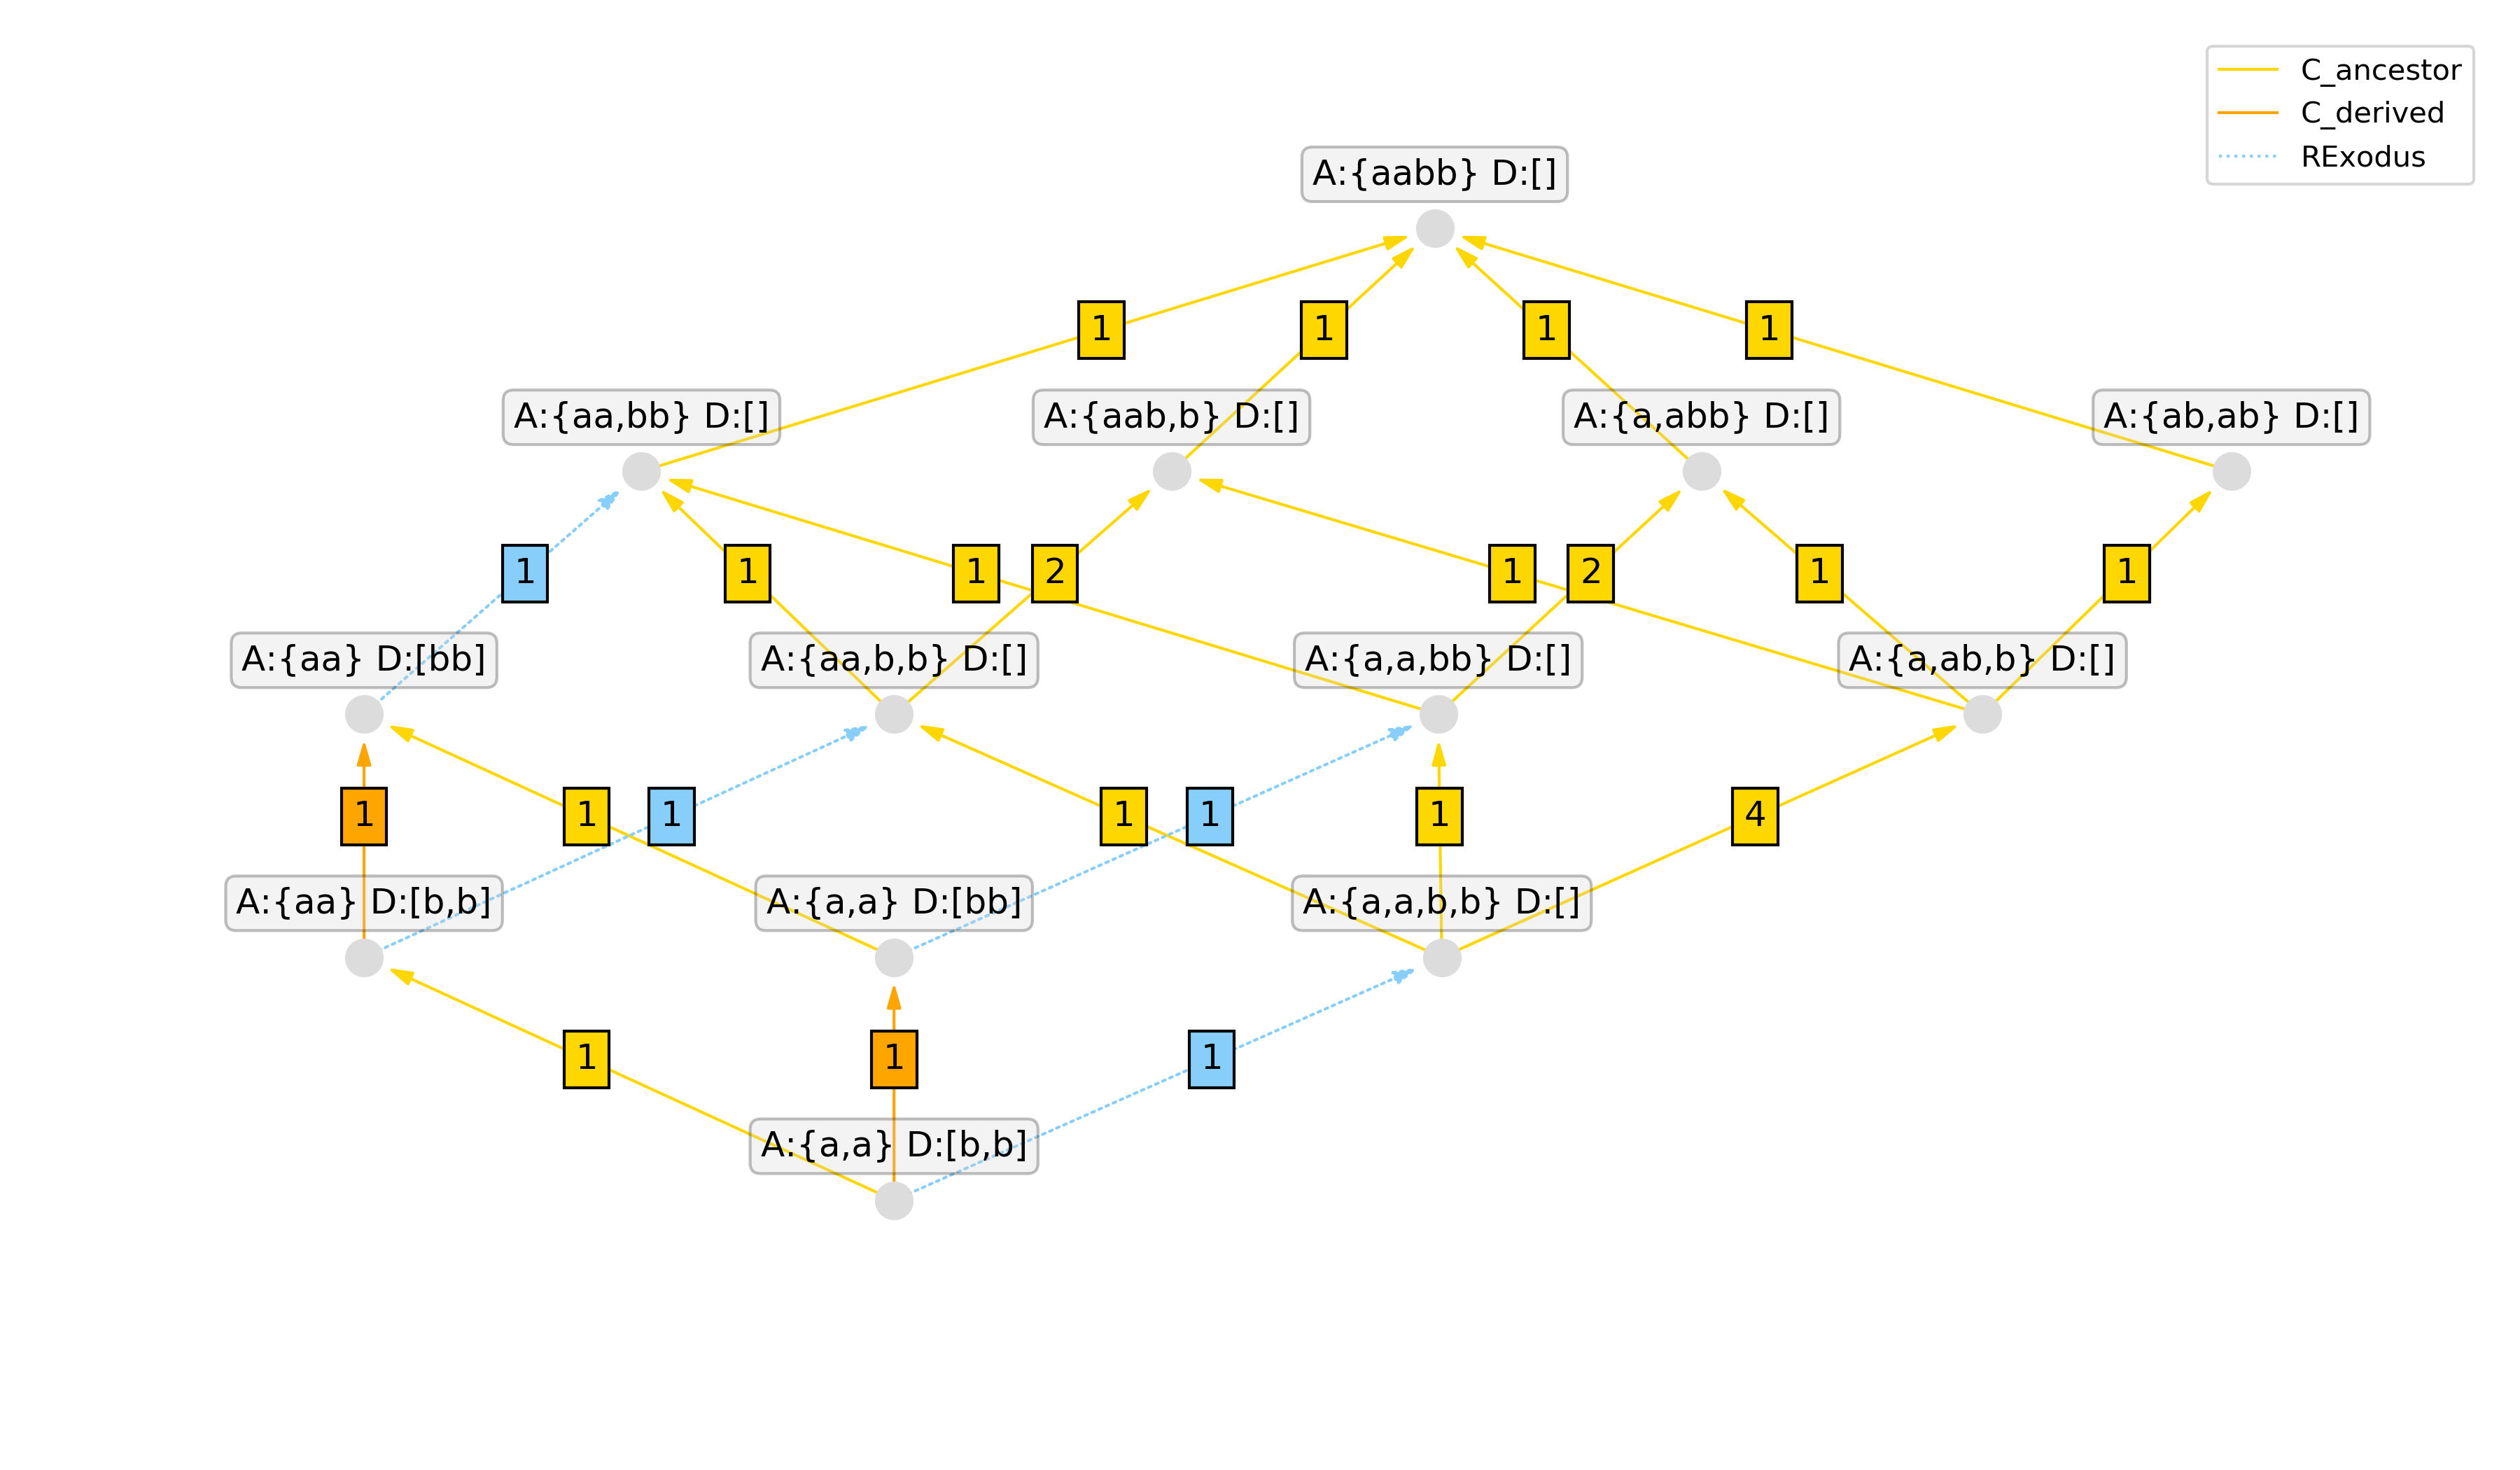 C_ancestor
C_derived
RExodus
A:{aabb} D:[]
1 1 1 1
A:{aa,bb} D:[] A:{aab,b} D:[] A:{a,abb} D:[] A:{ab,ab} D:[]
1 1 1 2 1 2 1 1
A:{aa} D:[bb] A:{aa,b,b} D:[] A:{a,a,bb} D:[] A:{a,ab,b} D:[]
1 1 1 1 1 1 4
A:{aa} D:[b,b] A:{a,a} D:[bb] A:{a,a,b,b} D:[]
1 1 1
A:{a,a} D:[b,b]